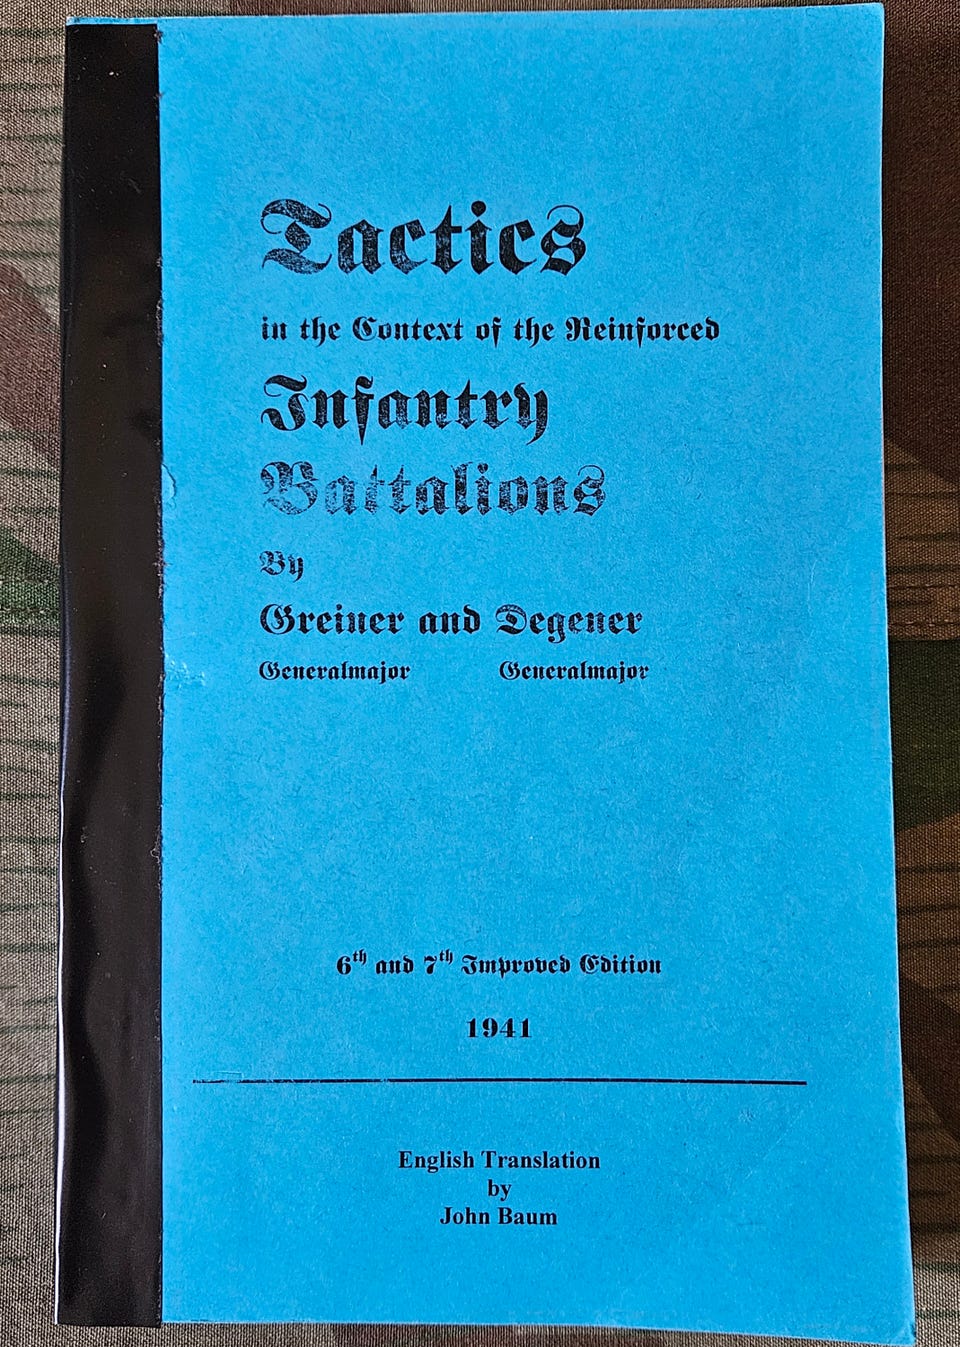 Tactics
in the Context of the Reinforced
Infantry
Battalions
By
Greiner and Degener
Generalmajor Generalmajor
6th and 7th Improved Edition
1941
English Translation
by
John Baum